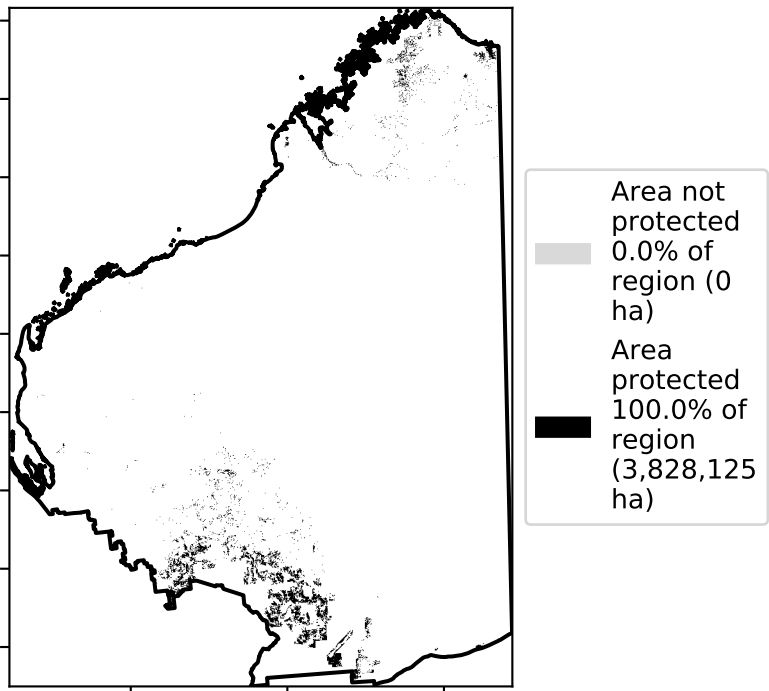 Area not
protected
0.0% of
region (0
ha)
Area
protected
100.0% of
region
(3,828,125
ha)